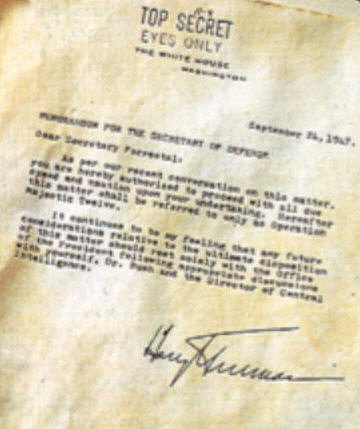 TOP SECRET
EYES ONLY
THE WHITE HOUSE
WASHINGTON
September 24, 1947.
MEMORANDUM FOR THE SECRETARY OF DEFENSE
Dear Secretary Forrestal:
As per our recent conversation on this matter,
you are hereby authorized to proceed with all due
speed and caution upon your undertaking. Hereafter
this matter shall be referred to only as Operation
Majestic Twelve.
It continues to be my feeling that any future
considerations relative to the ultimate disposition
of this matter should rest solely with the Office
of the President following appropriate discussions
with yourself, Dr. Bush and the Director of Central
Intelligence.
Harry Truman